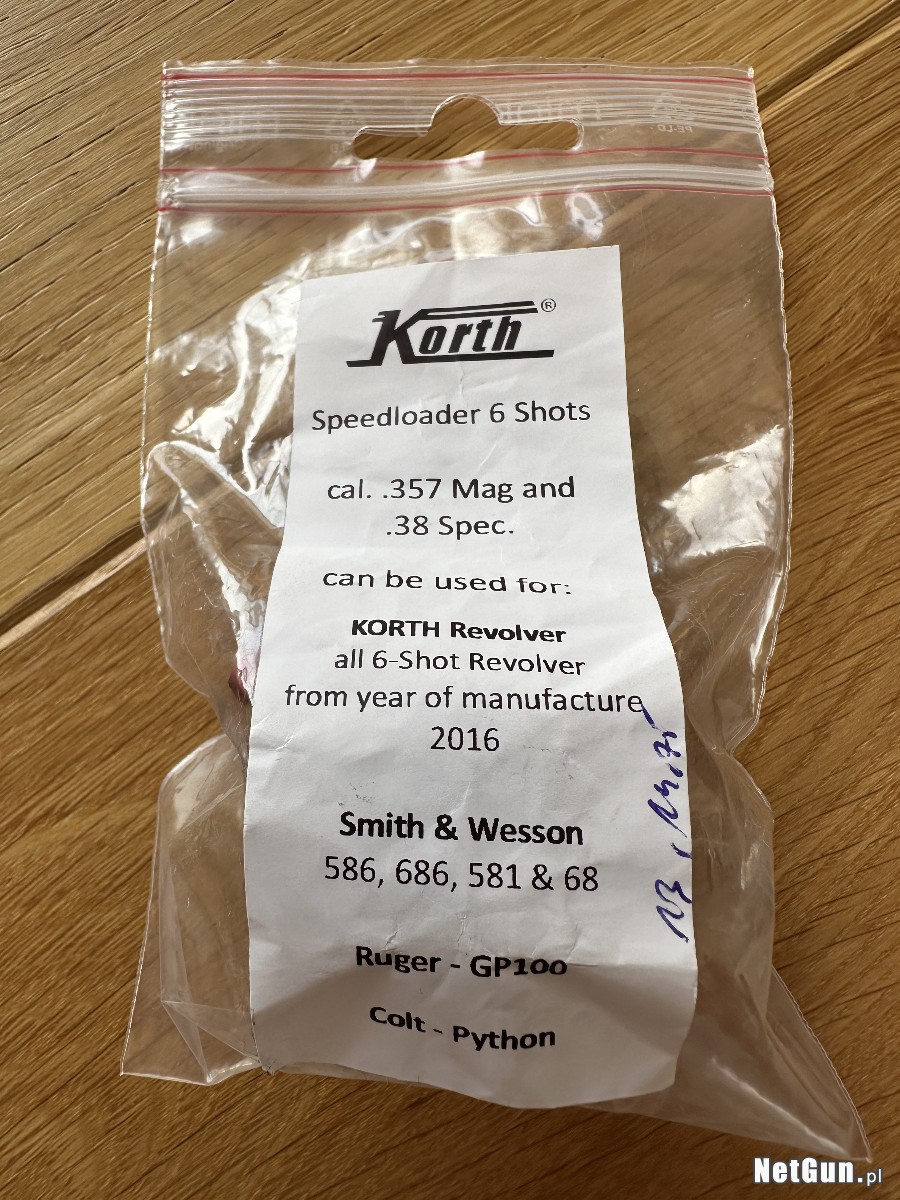 Korth®
Speedloader 6 Shots
cal. .357 Mag and
.38 Spec.
can be used for:
KORTH Revolver
all 6-Shot Revolver
from year of manufacture
2016
Smith & Wesson
586, 686, 581 & 68
Ruger - GP100
Colt - Python
NetGun.pl